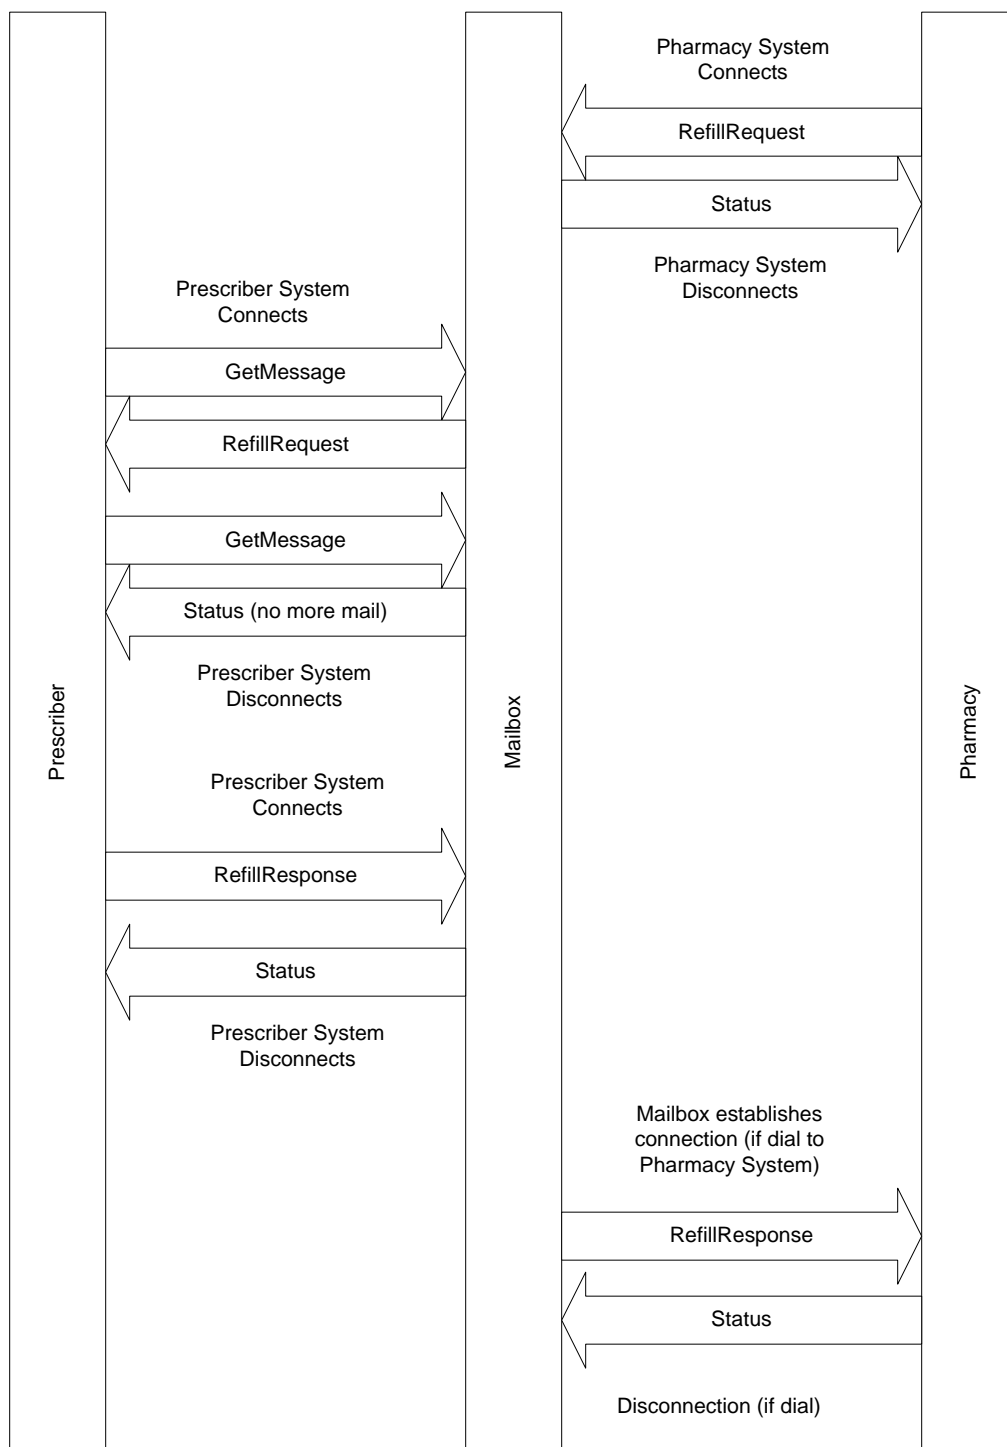 Pharmacy System
Connects
RefillRequest
Status
Pharmacy System
Disconnects
Prescriber System
Connects
GetMessage
RefillRequest
GetMessage
Status (no more mail)
Prescriber System
Disconnects
Prescriber
Mailbox
Pharmacy
Prescriber System
Connects
RefillResponse
Status
Prescriber System
Disconnects
Mailbox establishes
connection (if dial to
Pharmacy System)
RefillResponse
Status
Disconnection (if dial)